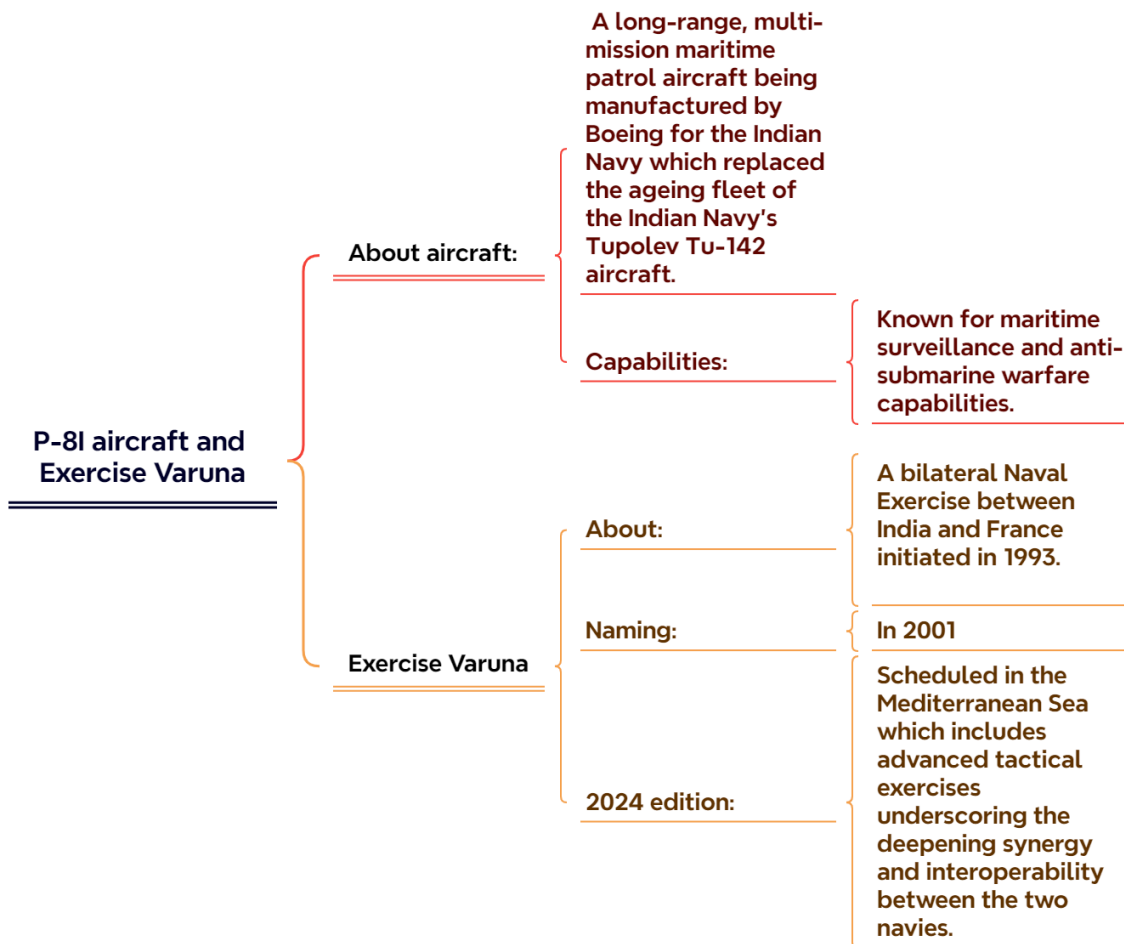 P-8I aircraft and
Exercise Varuna
About aircraft:
A long-range, multi-
mission maritime
patrol aircraft being
manufactured by
Boeing for the Indian
Navy which replaced
the ageing fleet of
the Indian Navy's
Tupolev Tu-142
aircraft.
Capabilities:
Known for maritime
surveillance and anti-
submarine warfare
capabilities.
Exercise Varuna
About:
A bilateral Naval
Exercise between
India and France
initiated in 1993.
Naming:
In 2001
2024 edition:
Scheduled in the
Mediterranean Sea
which includes
advanced tactical
exercises
underscoring the
deepening synergy
and interoperability
between the two
navies.